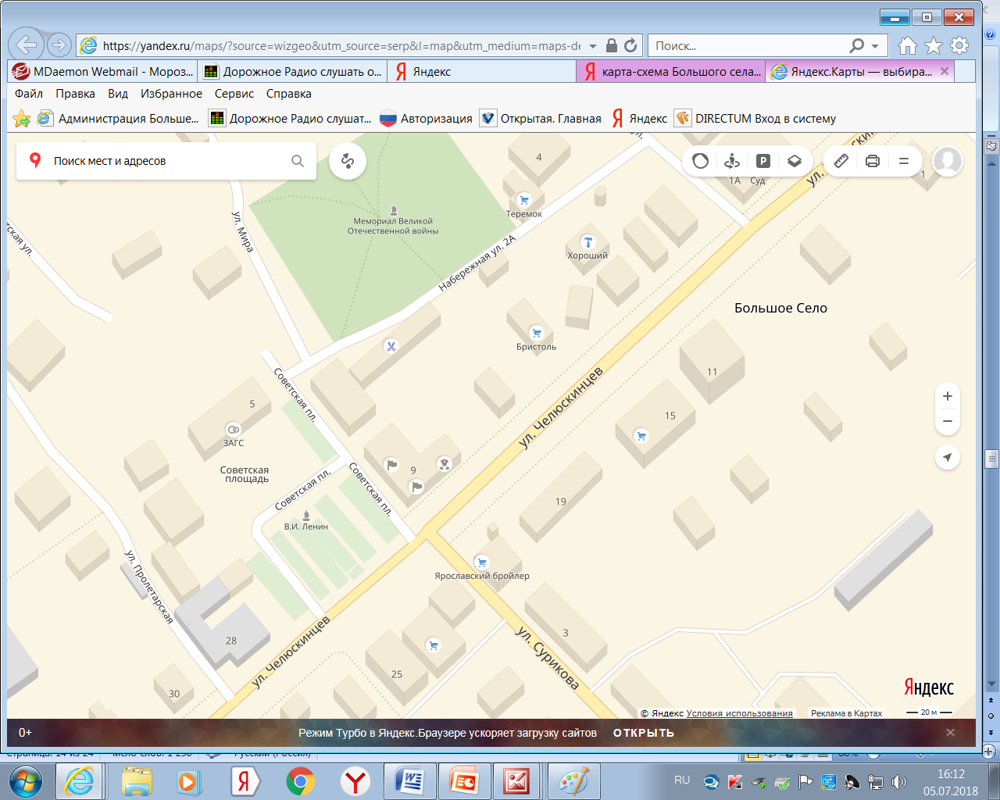 https://yandex.ru/maps/?source=wizgeo&utm_source=serp&l=map&utm_medium=maps-de
Поиск...
MDaemon Webmail - Мороз...
Дорожное Радио слушать о...
Яндекс
карта-схема Большого села...
Яндекс.Карты — выбира...
Файл Правка Вид Избранное Сервис Справка
Администрация Больше...
Дорожное Радио слушат...
Авторизация
Открытая. Главная
Яндекс
DIRECTUM Вход в систему
Поиск мест и адресов
4
1А Суд
1
Теремок
Мемориал Великой
Отечественной войны
ул. Мира
Набережная ул. 2А
Хороший
Большое Село
Бристоль
11
Советская пл.
5
ул. Челюскинцев
15
ЗАГС
Советская
площадь
9
Советская пл.
Советская пл.
19
В.И. Ленин
ул. Пролетарская
Ярославский бройлер
3
28
ул. Челюскинцев
ул. Сурикова
25
30
Яндекс
© Яндекс Условия использования
Реклама в Картах
20 м
0+
Режим Турбо в Яндекс.Браузере ускоряет загрузку сайтов
ОТКРЫТЬ
RU
16:12
05.07.2018